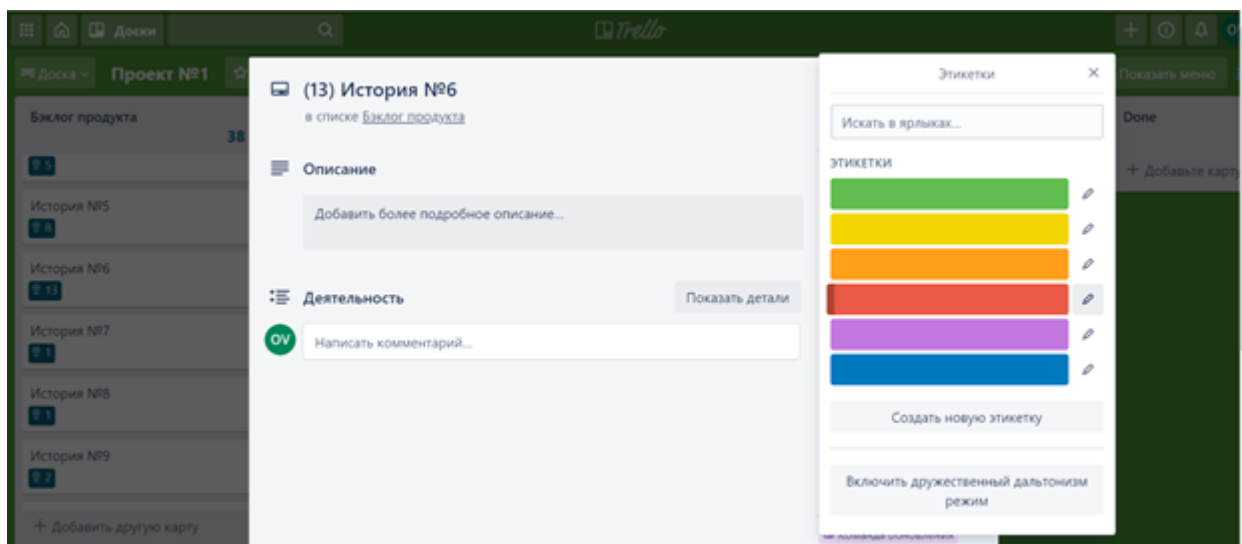 Доски
Trello
Доска
Проект №1
Показать меню
Бэклог продукта
38
5
История №5
8
История №6
13
История №7
1
История №8
1
История №9
2
+ Добавить другую карту
(13) История №6
в списке Бэклог продукта
Описание
Добавить более подробное описание...
Деятельность
Показать детали
OV
Написать комментарий...
Этикетки
Искать в ярлыках...
ЭТИКЕТКИ
Создать новую этикетку
Включить дружественный дальтонизм
режим
Команда обновления
Done
+ Добавьте карту